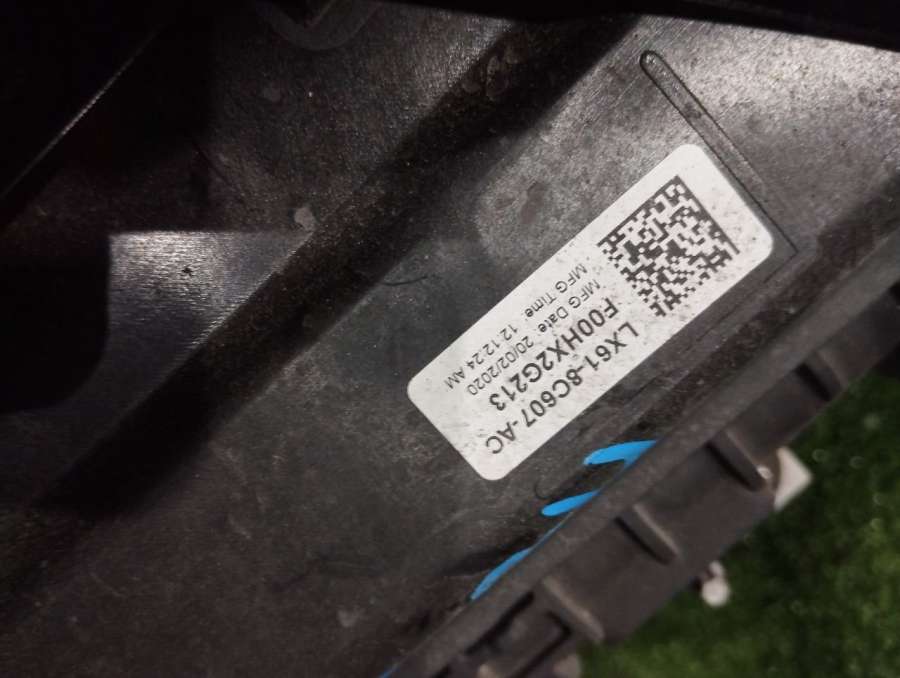 LX61-8C607-AC
F00HX2G213
MFG Date: 20/02/2020
MFG Time: 12:12:24 AM